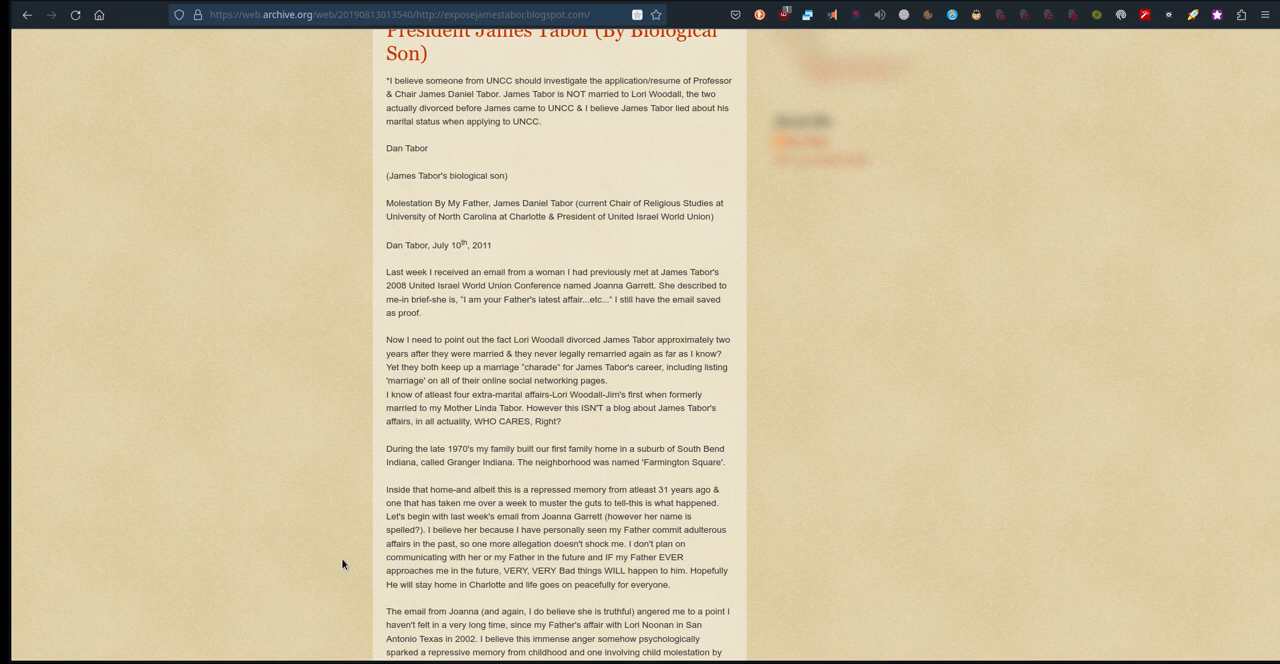 https://web.archive.org/web/20190813013540/http://exposejamestabor.blogspot.com/
1
President James Tabor (By Biological
Son)
*I believe someone from UNCC should investigate the application/resume of Professor
& Chair James Daniel Tabor. James Tabor is NOT married to Lori Woodall, the two
actually divorced before James came to UNCC & I believe James Tabor lied about his
marital status when applying to UNCC.
Dan Tabor
(James Tabor's biological son)
Molestation By My Father, James Daniel Tabor (current Chair of Religious Studies at
University of North Carolina at Charlotte & President of United Israel World Union)
Dan Tabor, July 10th, 2011
Last week I received an email from a woman I had previously met at James Tabor's
2008 United Israel World Union Conference named Joanna Garrett. She described to
me-in brief-she is, "I am your Father's latest affair...etc..." I still have the email saved
as proof.
Now I need to point out the fact Lori Woodall divorced James Tabor approximately two
years after they were married & they never legally remarried again as far as I know?
Yet they both keep up a marriage "charade" for James Tabor's career, including listing
'marriage' on all of their online social networking pages.
I know of atleast four extra-marital affairs-Lori Woodall-Jim's first when formerly
married to my Mother Linda Tabor. However this ISN'T a blog about James Tabor's
affairs, in all actuality, WHO CARES, Right?
During the late 1970's my family built our first family home in a suburb of South Bend
Indiana, called Granger Indiana. The neighborhood was named 'Farmington Square'.
Inside that home-and albeit this is a repressed memory from atleast 31 years ago &
one that has taken me over a week to muster the guts to tell-this is what happened.
Let's begin with last week's email from Joanna Garrett (however her name is
spelled?). I believe her because I have personally seen my Father commit adulterous
affairs in the past, so one more allegation doesn't shock me. I don't plan on
communicating with her or my Father in the future and IF my Father EVER
approaches me in the future, VERY, VERY Bad things WILL happen to him. Hopefully
He will stay home in Charlotte and life goes on peacefully for everyone.
The email from Joanna (and again, I do believe she is truthful) angered me to a point I
haven't felt in a very long time, since my Father's affair with Lori Noonan in San
Antonio Texas in 2002. I believe this immense anger somehow psychologically
sparked a repressive memory from childhood and one involving child molestation by